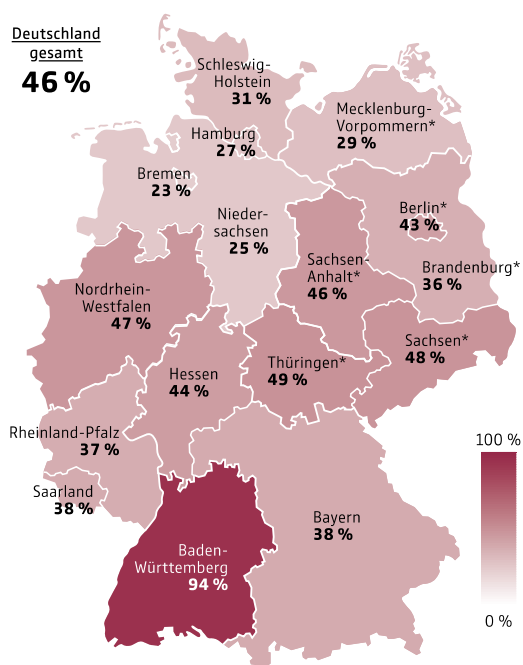 Deutschland
gesamt
46 %
Schleswig-
Holstein
31 %
Mecklenburg-
Vorpommern*
29 %
Hamburg
27 %
Bremen
23 %
Nieder-
sachsen
25 %
Berlin*
43 %
Brandenburg*
36 %
Sachsen-
Anhalt*
46 %
Nordrhein-
Westfalen
47 %
Sachsen*
48 %
Thüringen*
49 %
Hessen
44 %
Rheinland-Pfalz
37 %
Saarland
38 %
Bayern
38 %
Baden-
Württemberg
94 %
100 %
0 %